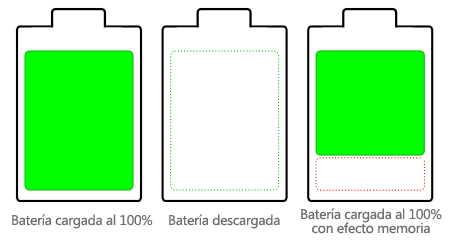 Batería cargada al 100%
Batería descargada
Batería cargada al 100%
con efecto memoria